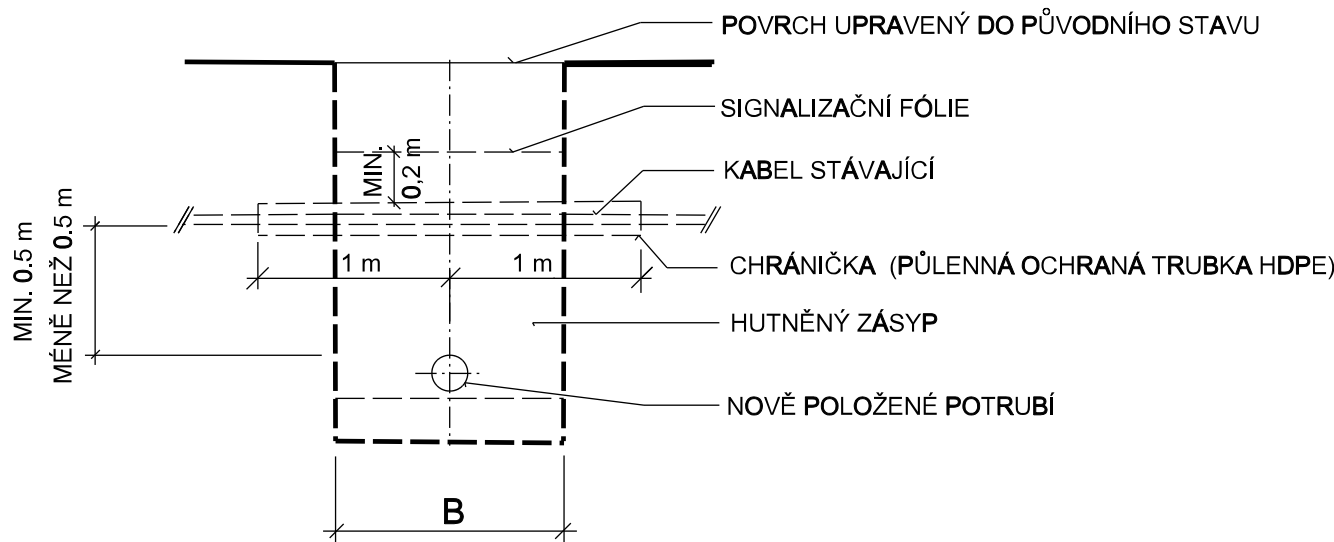 POVRCH UPRAVENÝ DO PŮVODNÍHO STAVU
SIGNALIZAČNÍ FÓLIE
MIN.
0,2 m
KABEL STÁVAJÍCÍ
MIN. 0.5 m
MÉNĚ NEŽ 0.5 m
1 m
1 m
CHRÁNIČKA (PŮLENNÁ OCHRANÁ TRUBKA HDPE)
HUTNĚNÝ ZÁSYP
NOVĚ POLOŽENÉ POTRUBÍ
B